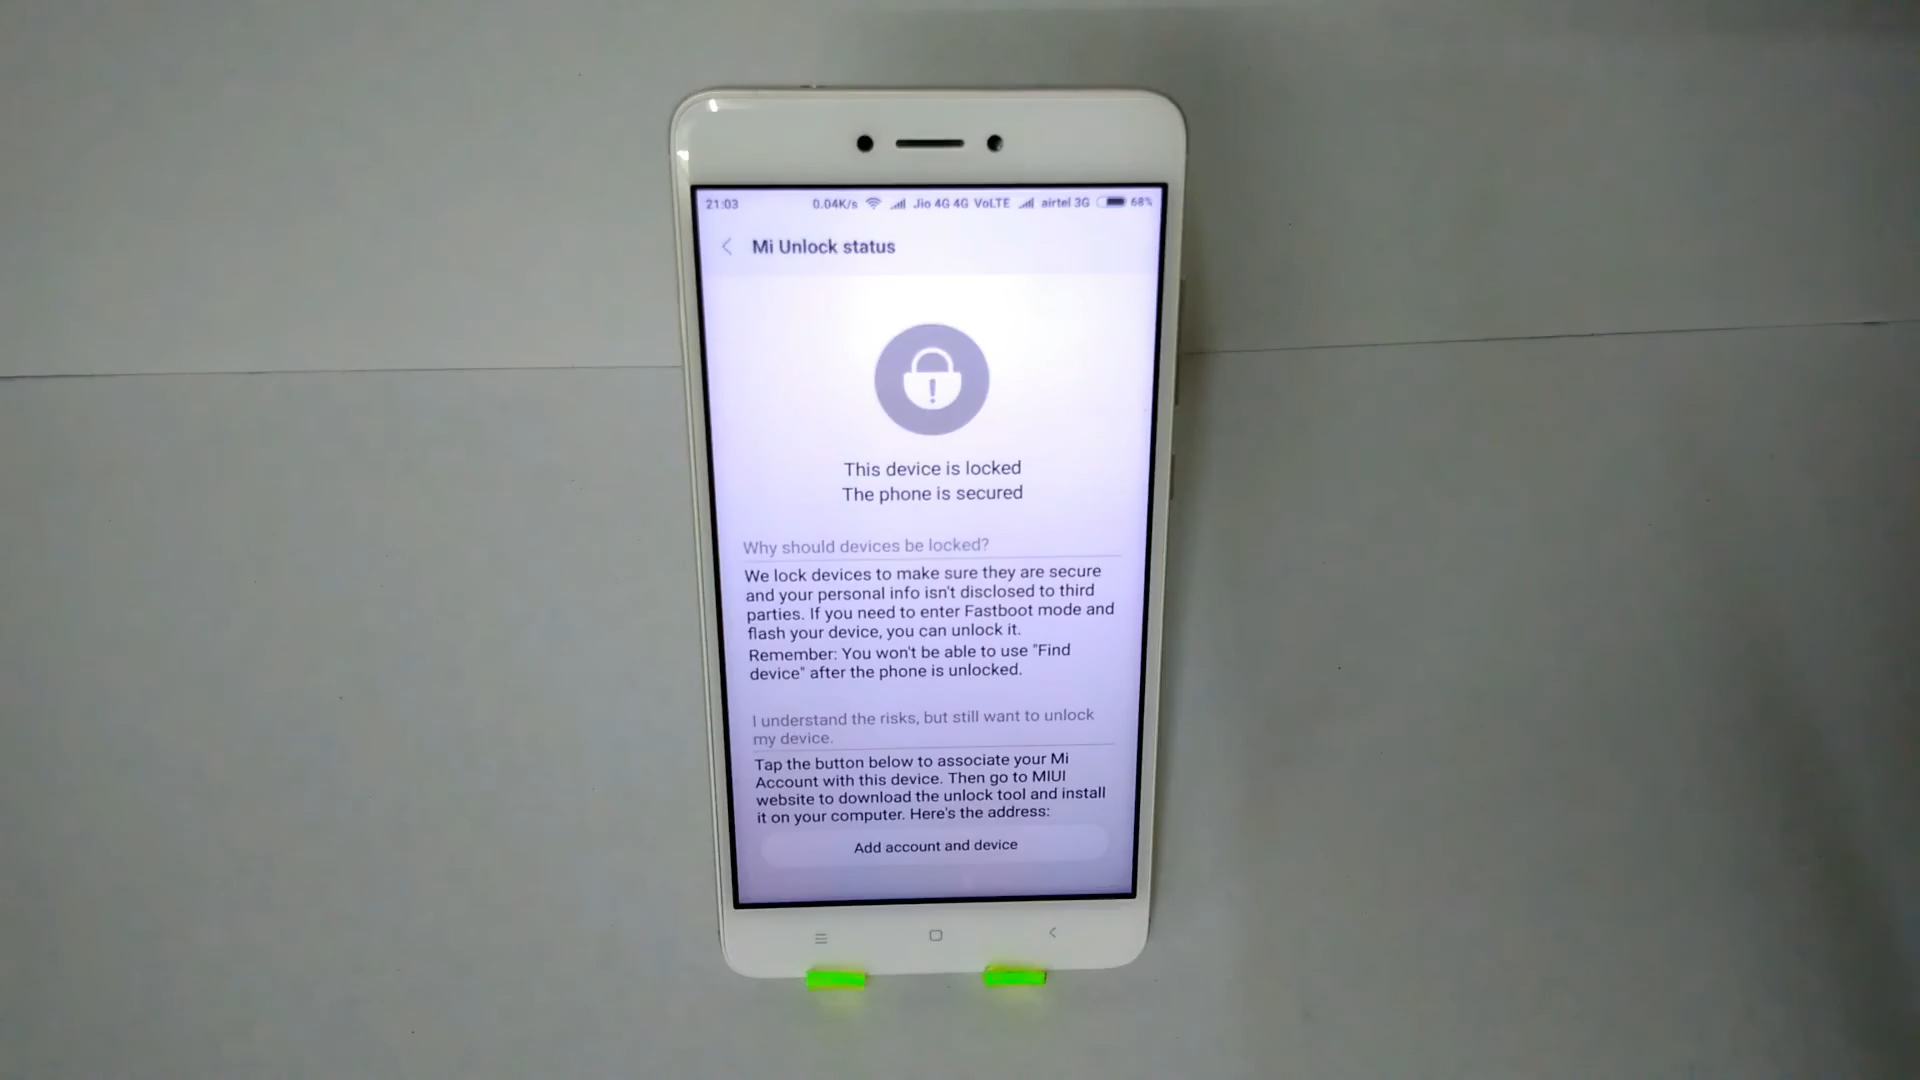 21:03 0.04K/s Jio 4G 4G VoLTE airtel 3G 68%
Mi Unlock status
This device is locked
The phone is secured
Why should devices be locked?
We lock devices to make sure they are secure
and your personal info isn't disclosed to third
parties. If you need to enter Fastboot mode and
flash your device, you can unlock it.
Remember: You won't be able to use "Find
device" after the phone is unlocked.
I understand the risks, but still want to unlock
my device.
Tap the button below to associate your Mi
Account with this device. Then go to MIUI
website to download the unlock tool and install
it on your computer. Here's the address:
Add account and device